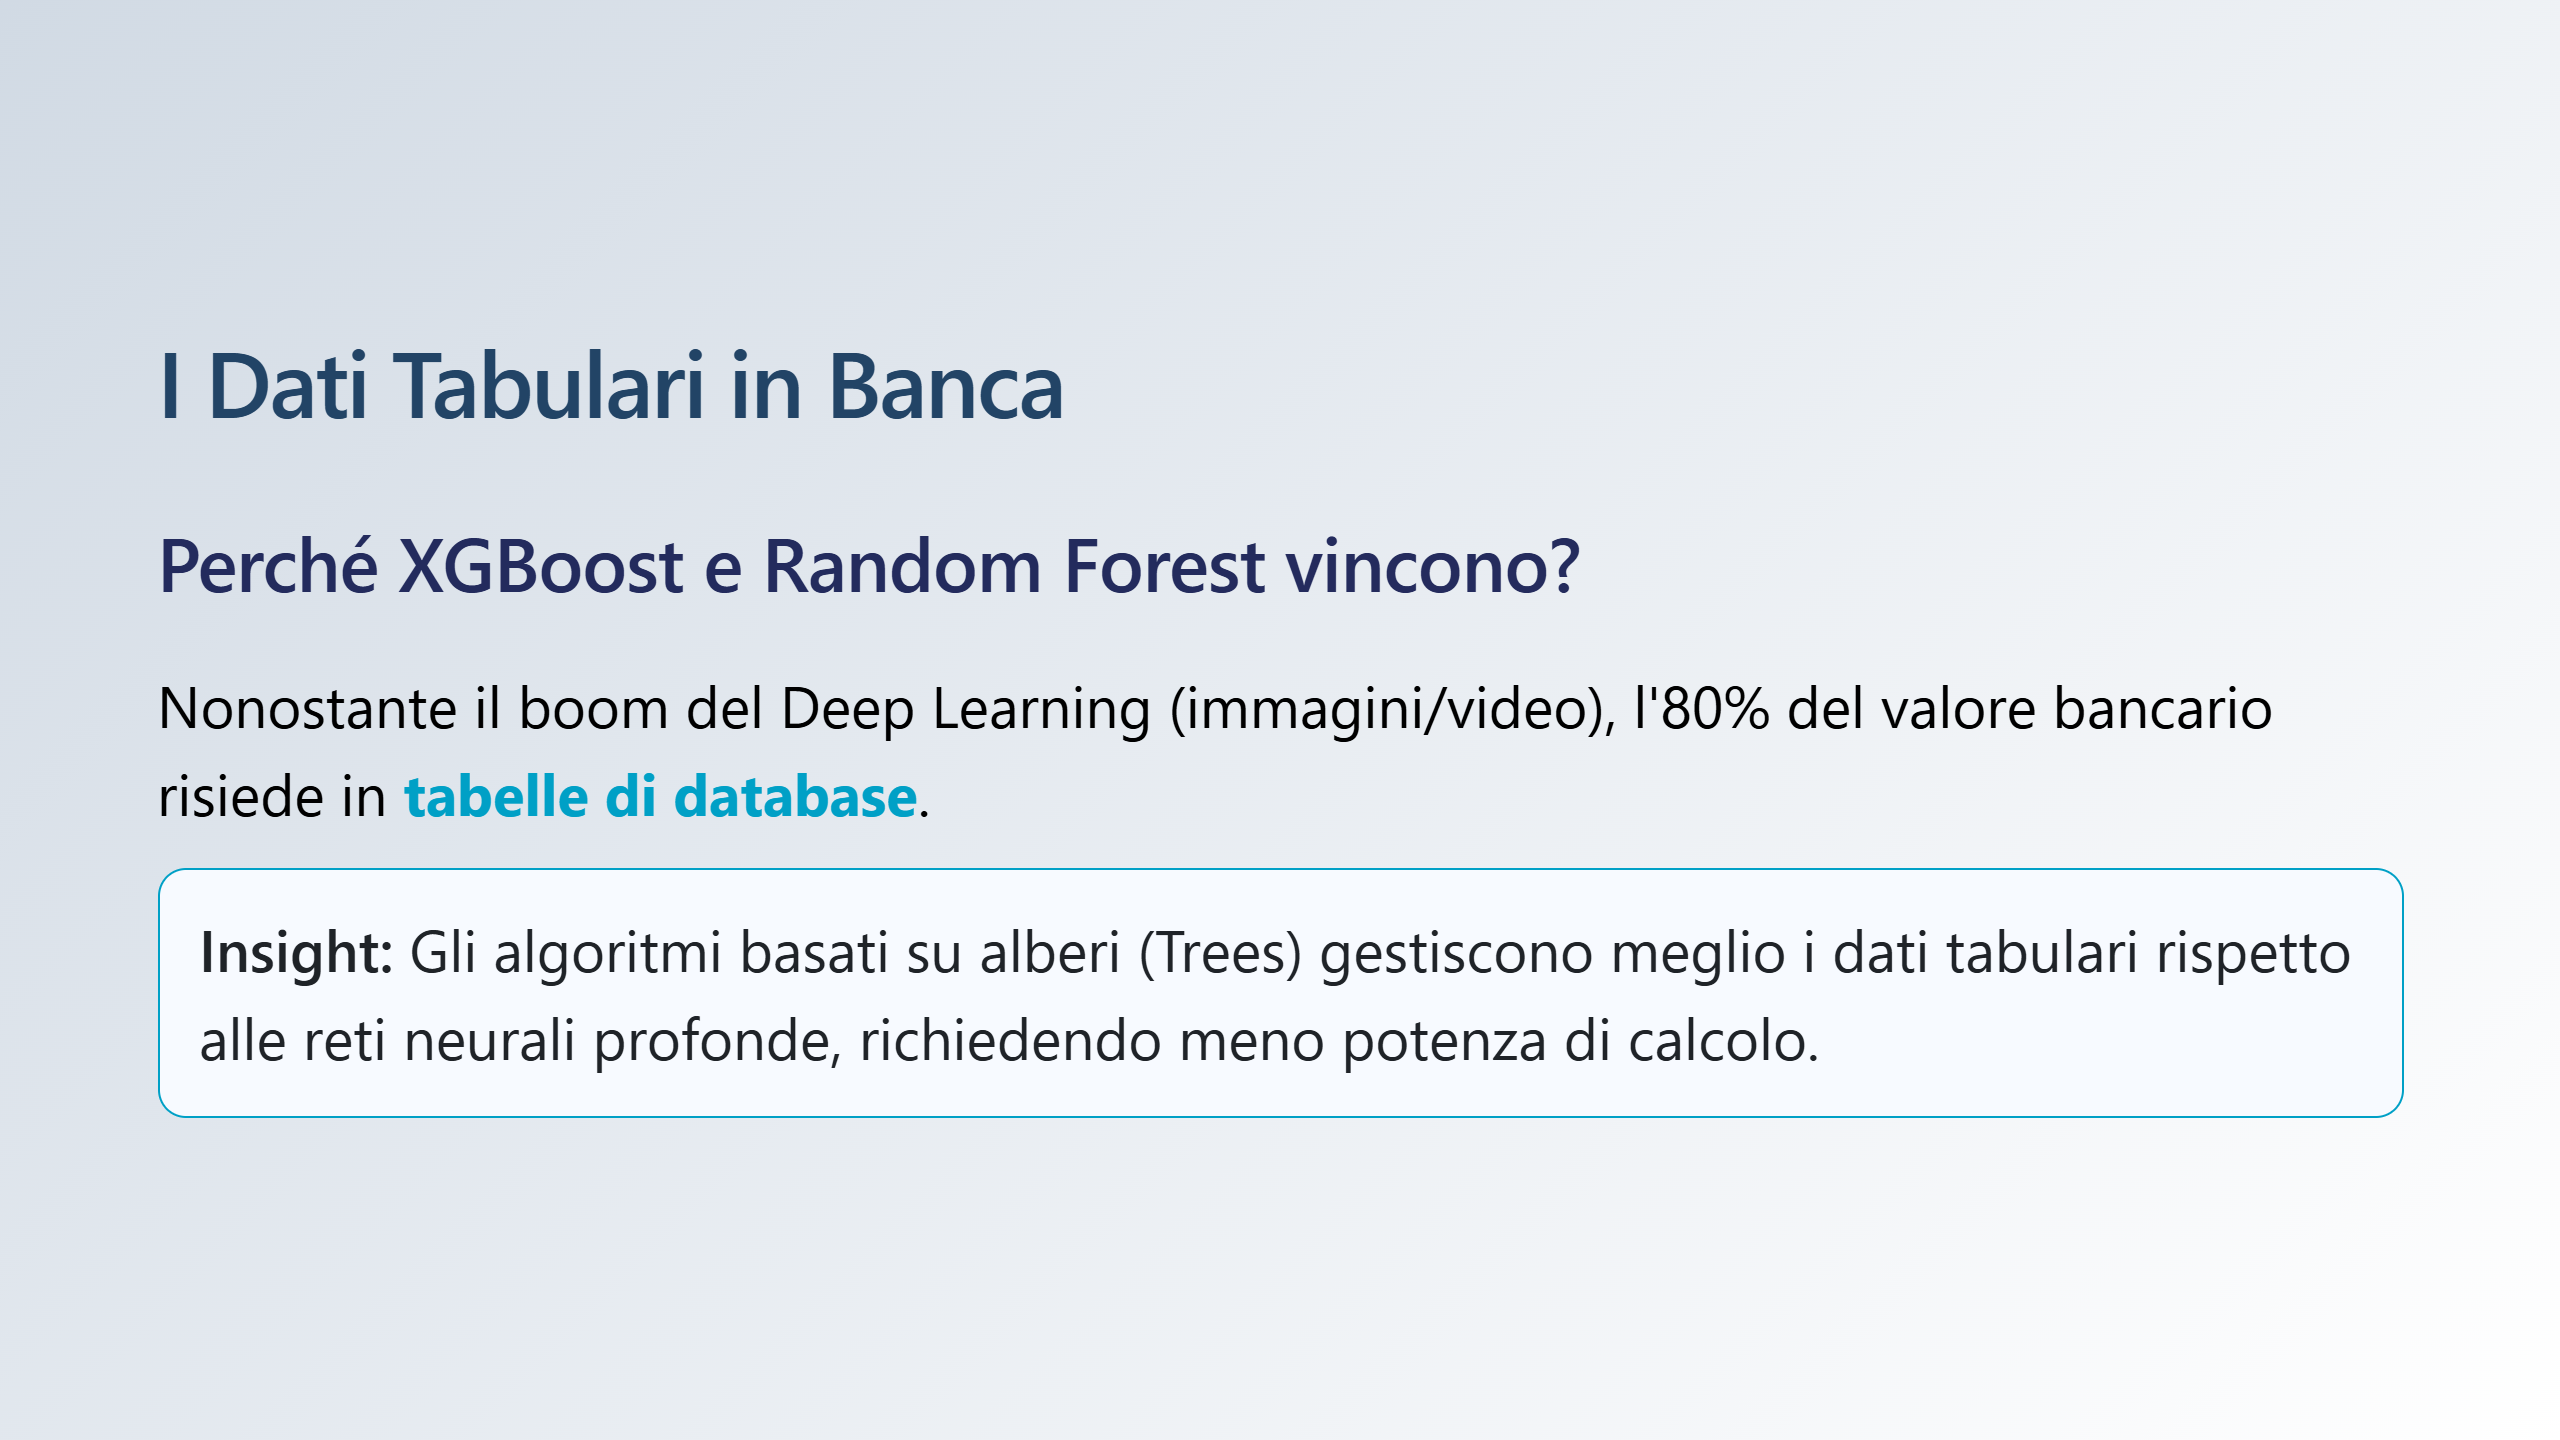 I Dati Tabulari in Banca
Perché XGBoost e Random Forest vincono?
Nonostante il boom del Deep Learning (immagini/video), l'80% del valore bancario
risiede in tabelle di database.
Insight: Gli algoritmi basati su alberi (Trees) gestiscono meglio i dati tabulari rispetto
alle reti neurali profonde, richiedendo meno potenza di calcolo.